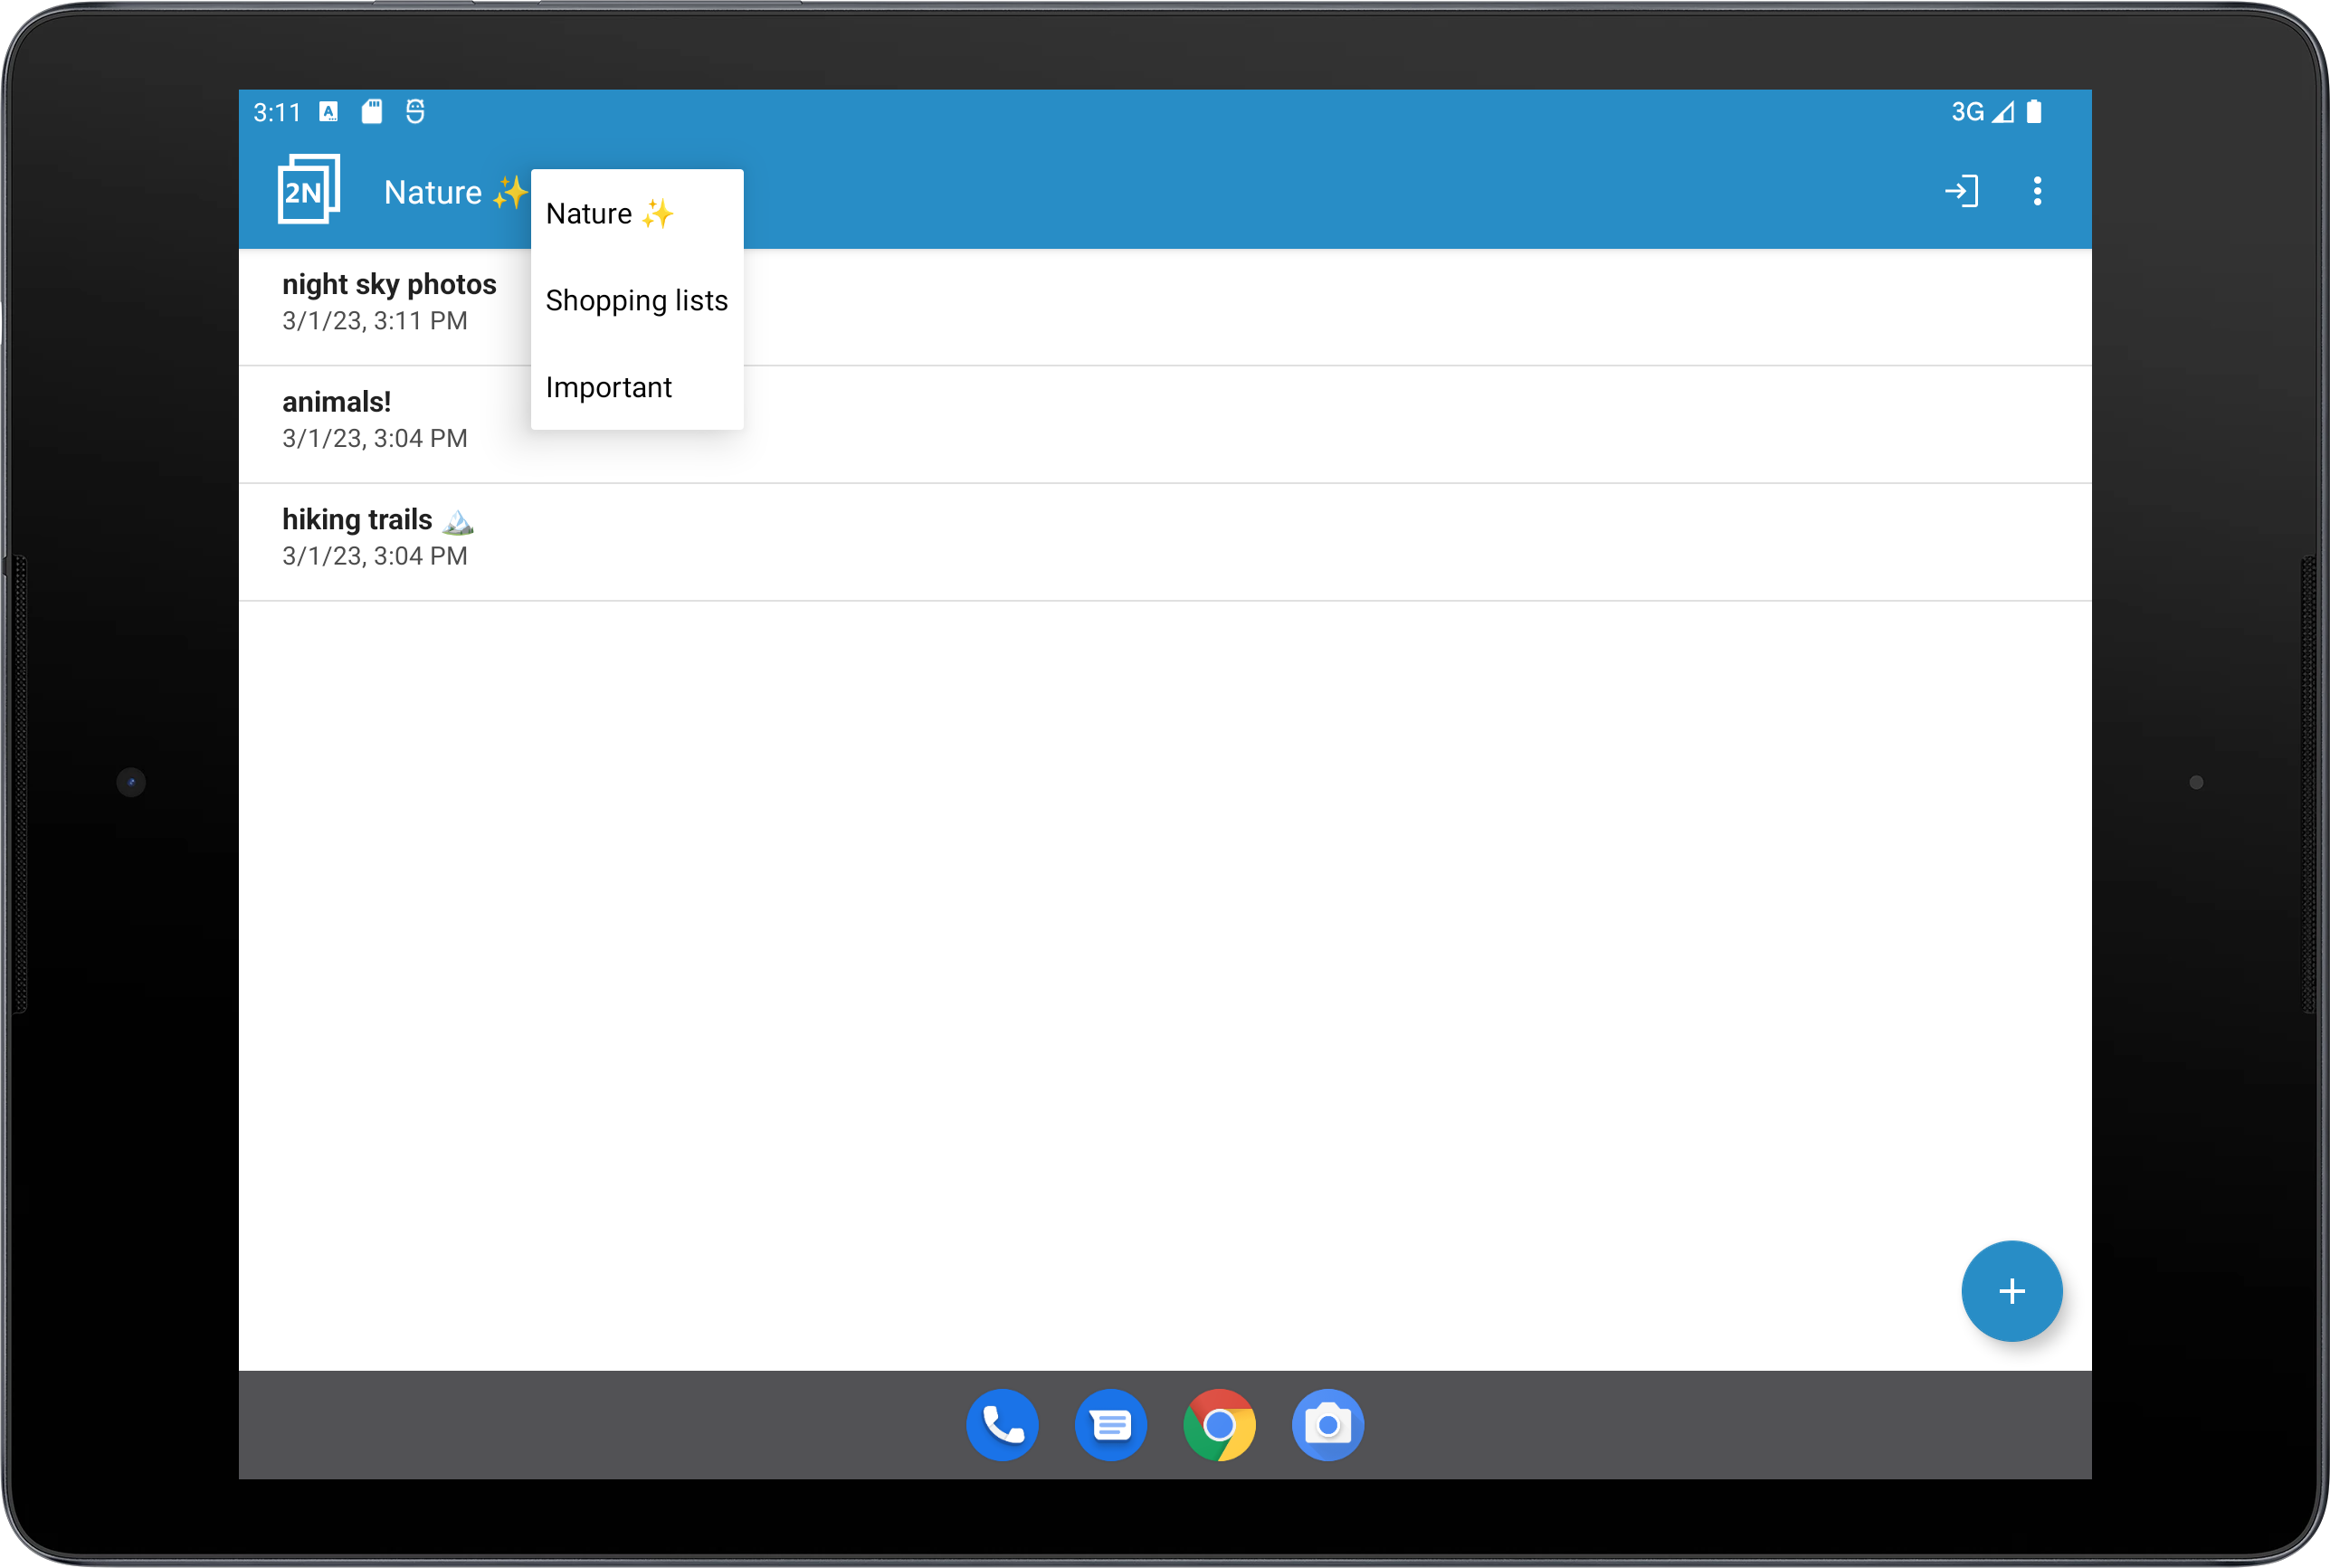 3:11
3G
2N
Nature ✨
Nature ✨
Shopping lists
Important
night sky photos
3/1/23, 3:11 PM
animals!
3/1/23, 3:04 PM
hiking trails 🏔️
3/1/23, 3:04 PM